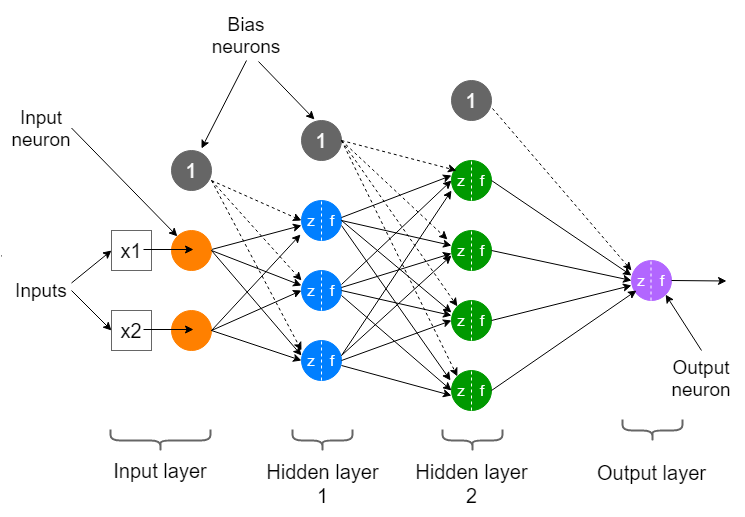 Bias
neurons
Input
neuron
1
1
1
x1
x2
Inputs
z f
z f
z f
z f
z f
z f
z f
z f
Output
neuron
Input layer
Hidden layer
1
Hidden layer
2
Output layer